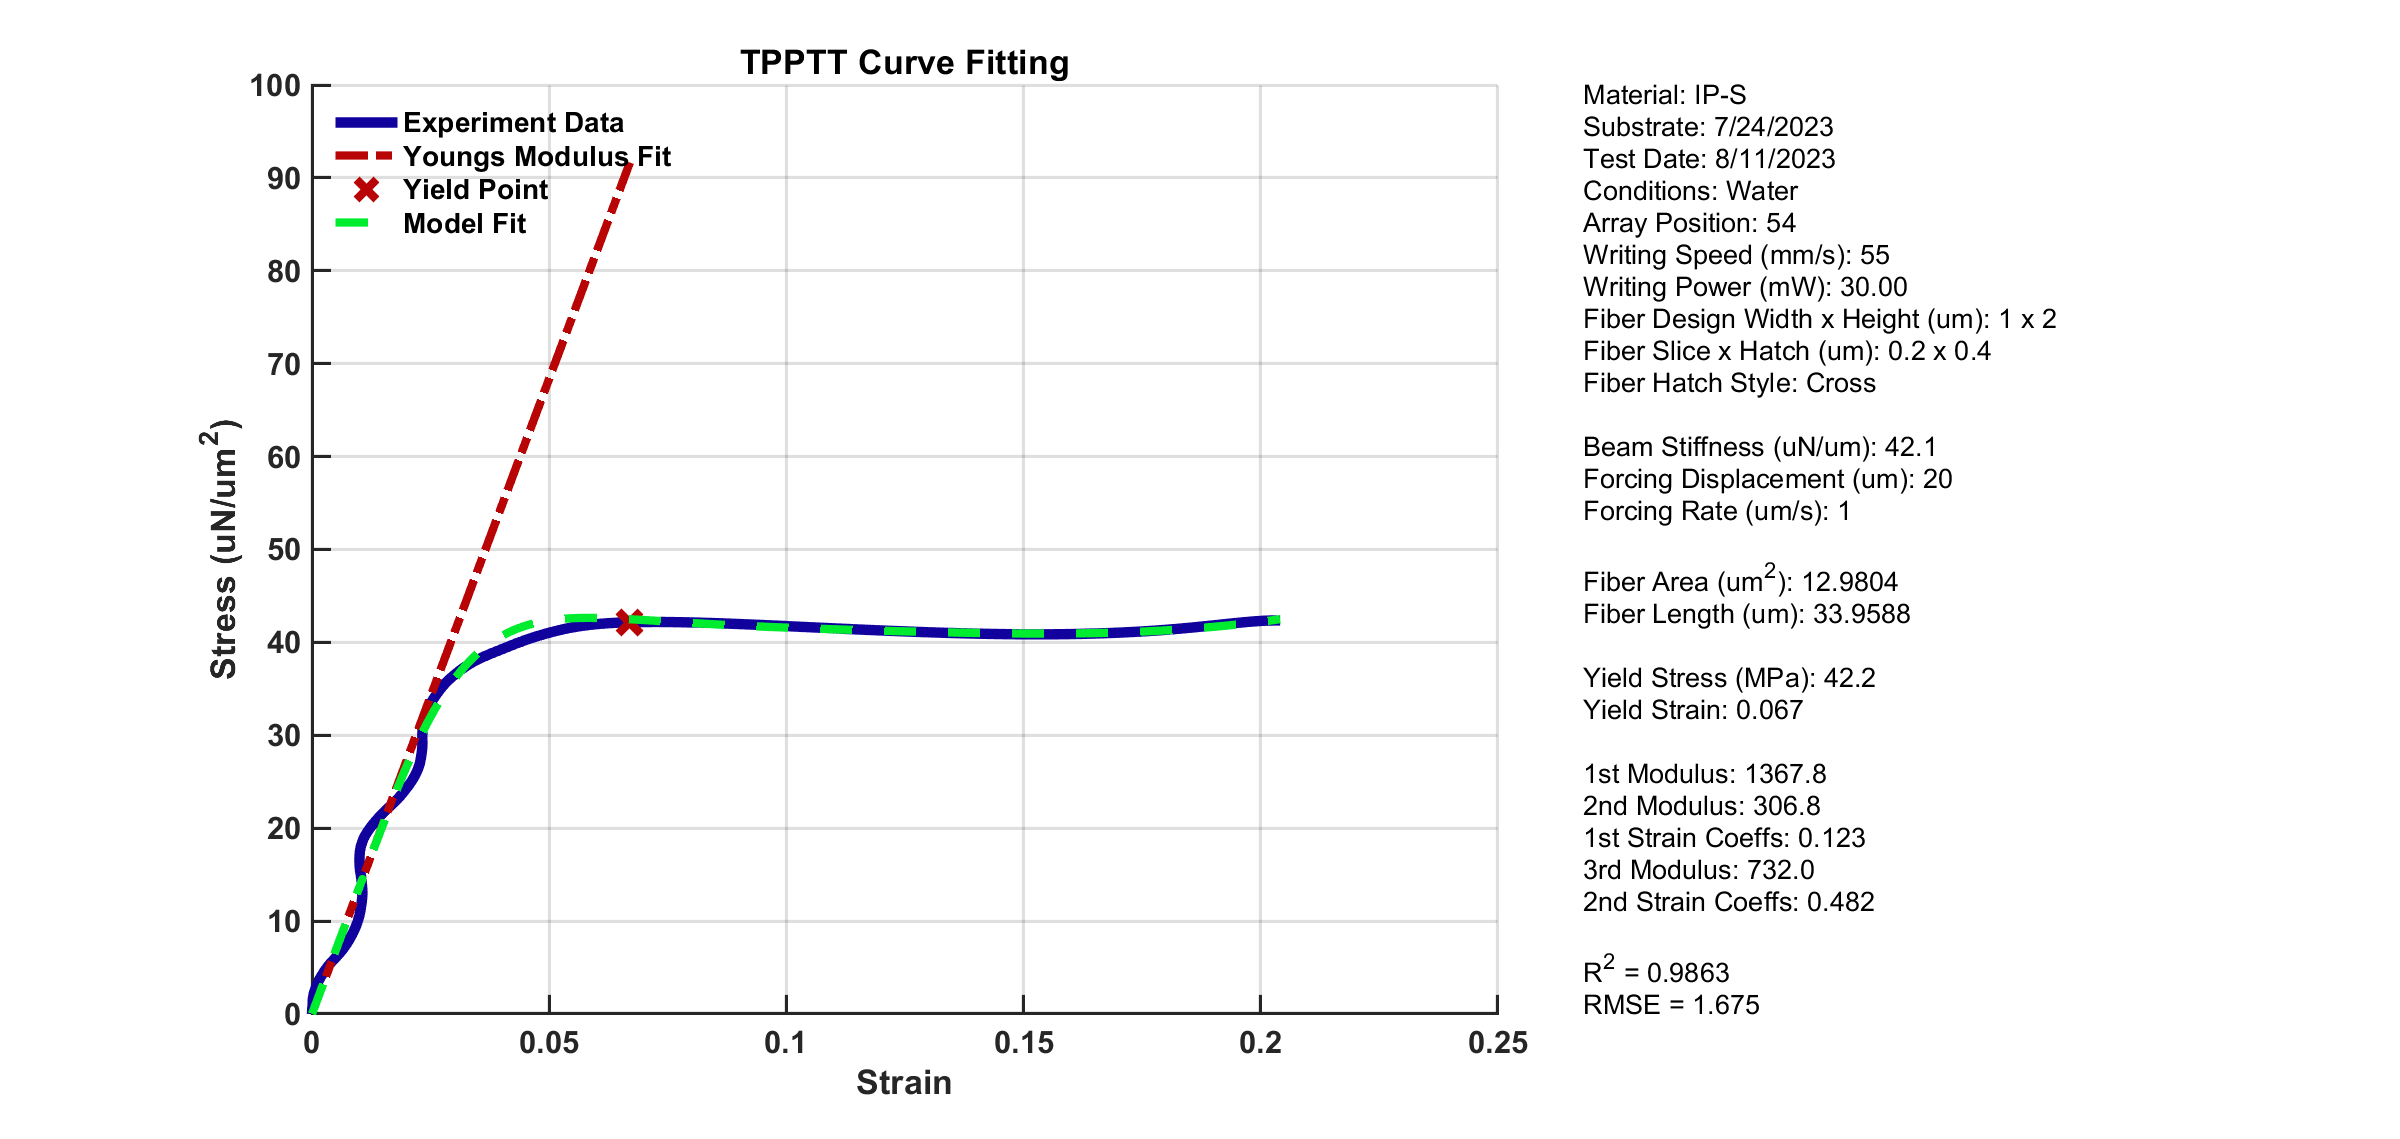 TPPTT Curve Fitting
100
90
80
70
60
50
40
30
20
10
0
0
0.05
0.1
0.15
0.2
0.25
Stress (uN/um²)
Strain
Experiment Data
Youngs Modulus Fit
Yield Point
Model Fit
Material: IP-S
Substrate: 7/24/2023
Test Date: 8/11/2023
Conditions: Water
Array Position: 54
Writing Speed (mm/s): 55
Writing Power (mW): 30.00
Fiber Design Width x Height (um): 1 x 2
Fiber Slice x Hatch (um): 0.2 x 0.4
Fiber Hatch Style: Cross
Beam Stiffness (uN/um): 42.1
Forcing Displacement (um): 20
Forcing Rate (um/s): 1
Fiber Area (um²): 12.9804
Fiber Length (um): 33.9588
Yield Stress (MPa): 42.2
Yield Strain: 0.067
1st Modulus: 1367.8
2nd Modulus: 306.8
1st Strain Coeffs: 0.123
3rd Modulus: 732.0
2nd Strain Coeffs: 0.482
R² = 0.9863
RMSE = 1.675